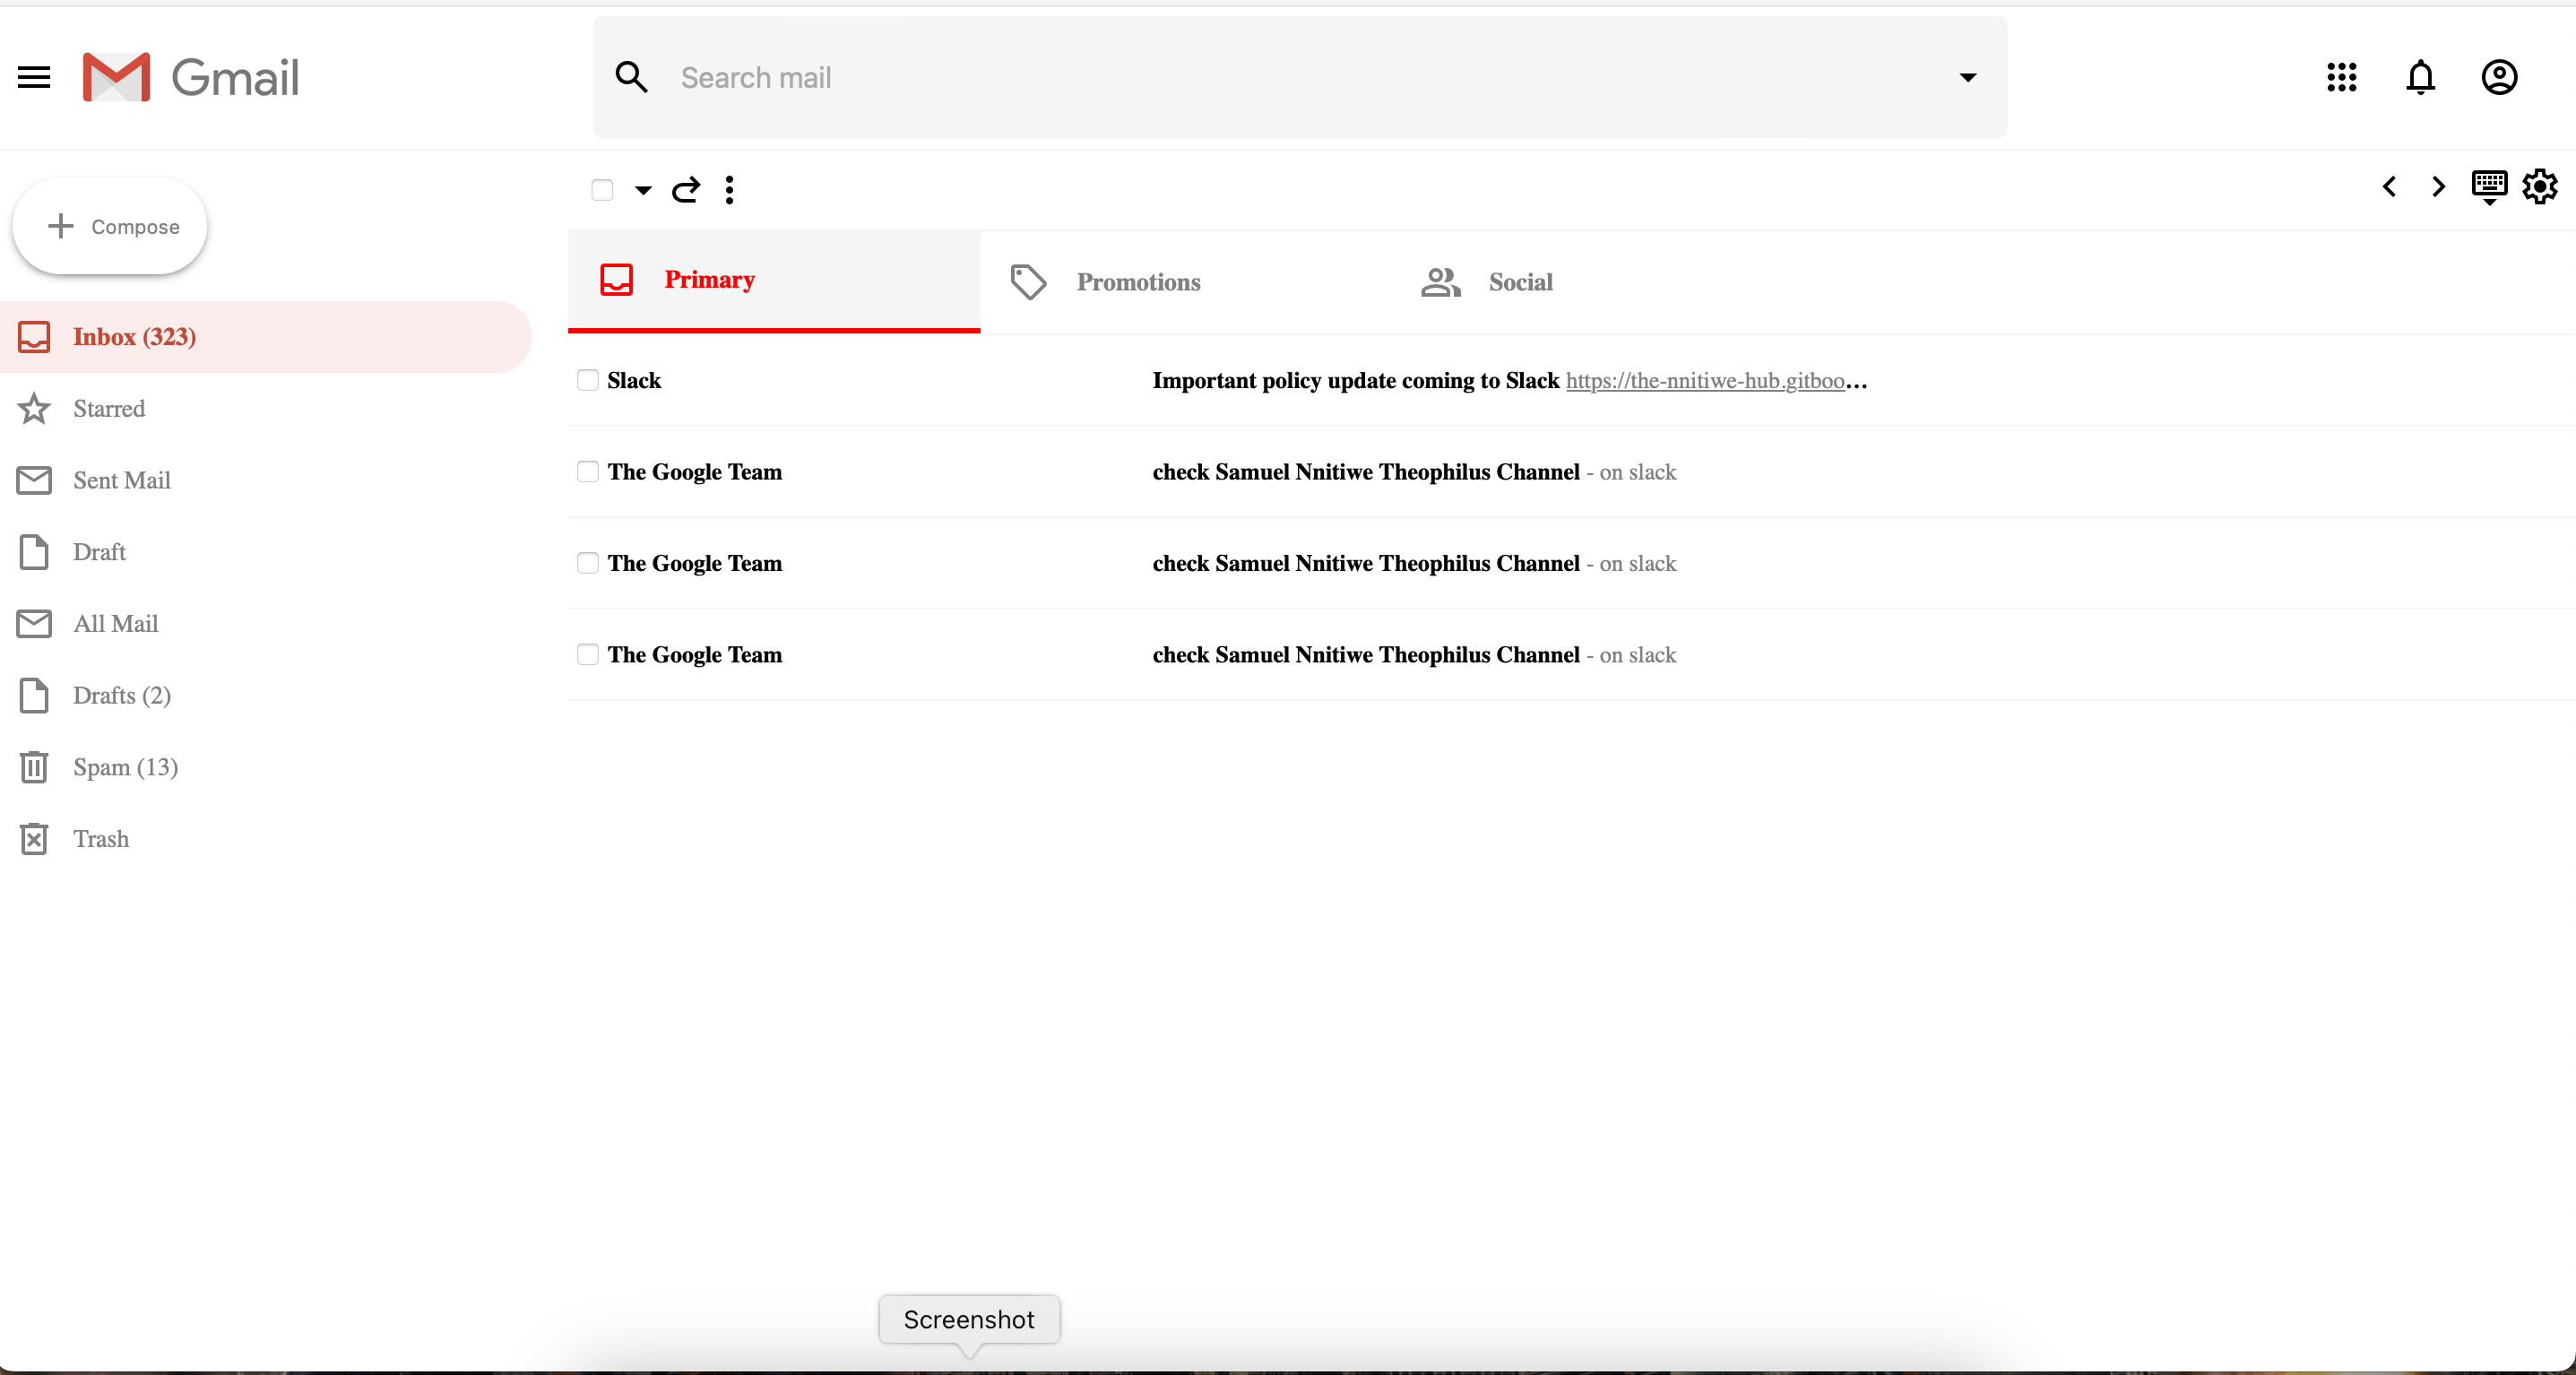 Gmail
Search mail
Compose
Inbox (323)
Starred
Sent Mail
Draft
All Mail
Drafts (2)
Spam (13)
Trash
Primary
Promotions
Social
Slack Important policy update coming to Slack https://the-nnitiwe-hub.gitboo...
The Google Team check Samuel Nnitiwe Theophilus Channel - on slack
The Google Team check Samuel Nnitiwe Theophilus Channel - on slack
The Google Team check Samuel Nnitiwe Theophilus Channel - on slack
Screenshot